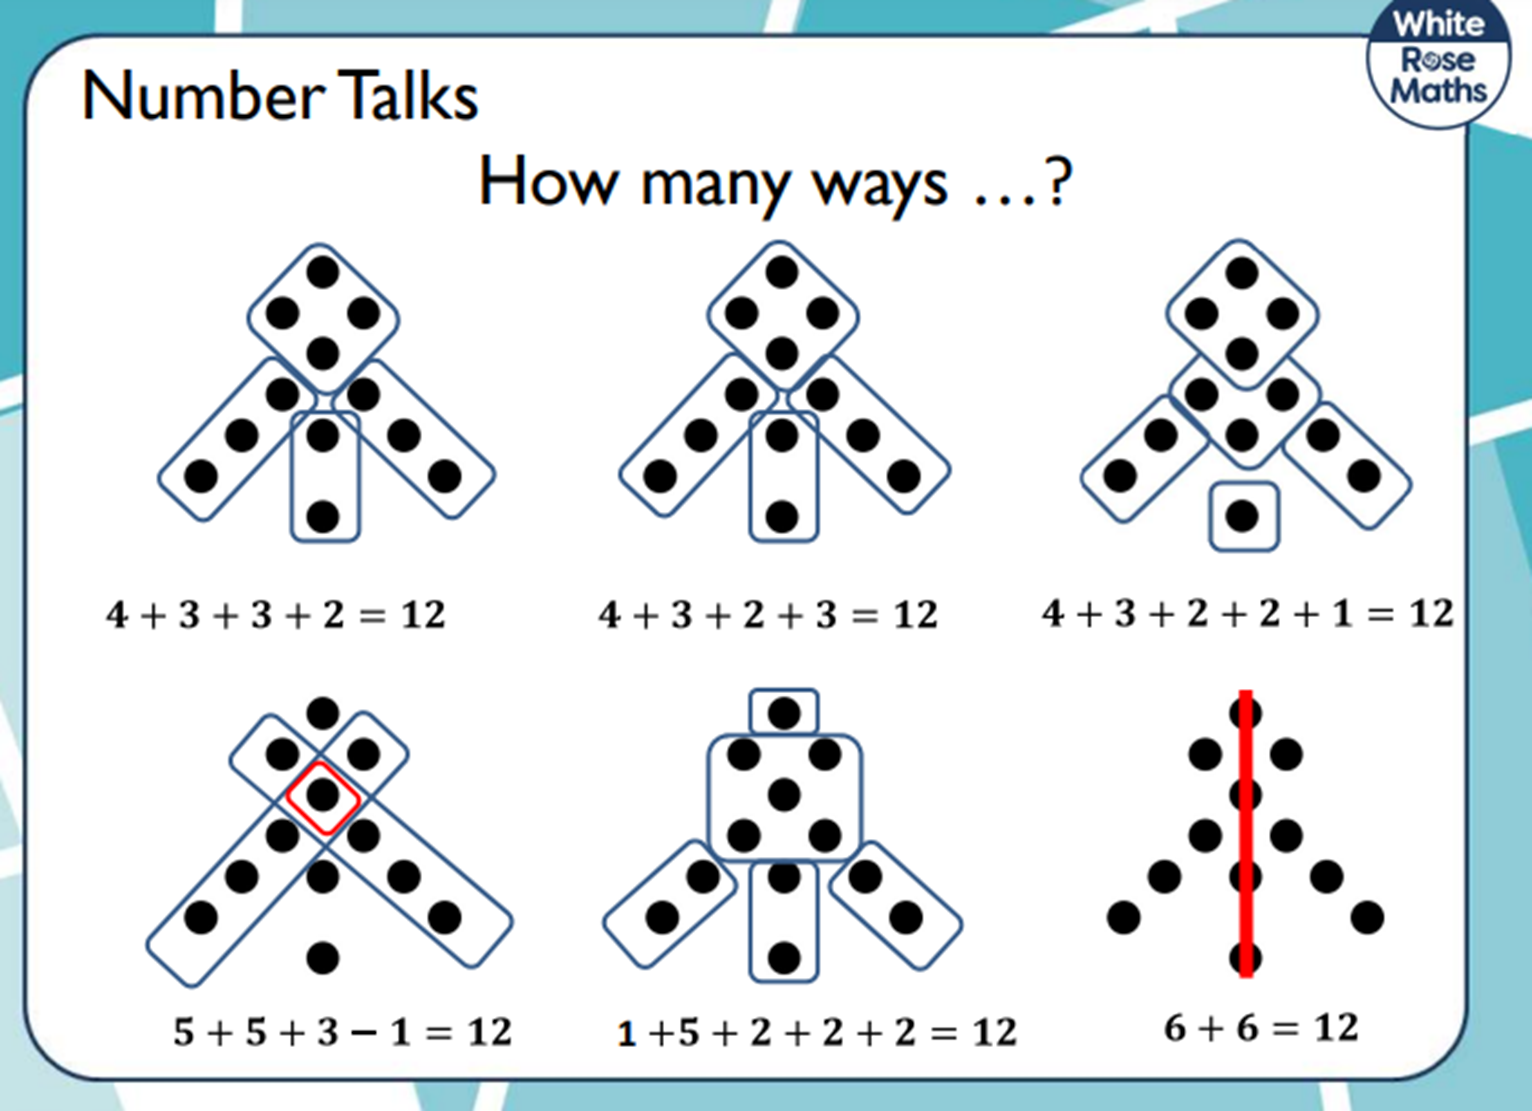 White
Rose
Maths
Number Talks
How many ways …?
4 + 3 + 3 + 2 = 12
4 + 3 + 2 + 3 = 12
4 + 3 + 2 + 2 + 1 = 12
5 + 5 + 3 − 1 = 12
1 +5 + 2 + 2 + 2 = 12
6 + 6 = 12